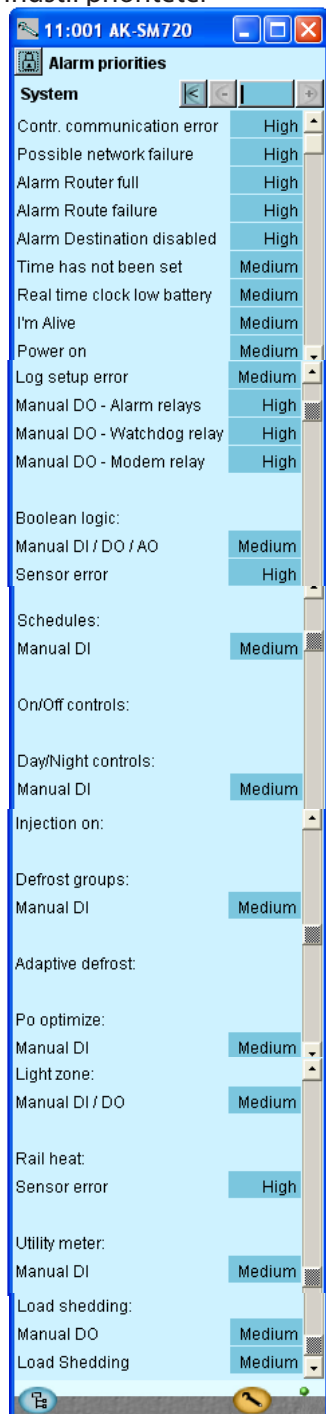 Indstil prioriteter
11:001 AK-SM720
Alarm priorities
System
Contr. communication error High
Possible network failure High
Alarm Router full High
Alarm Route failure High
Alarm Destination disabled High
Time has not been set Medium
Real time clock low battery Medium
I'm Alive Medium
Power on Medium
Log setup error Medium
Manual DO - Alarm relays High
Manual DO - Watchdog relay High
Manual DO - Modem relay High
Boolean logic:
Manual DI / DO / AO Medium
Sensor error High
Schedules:
Manual DI Medium
On/Off controls:
Day/Night controls:
Manual DI Medium
Injection on:
Defrost groups:
Manual DI Medium
Adaptive defrost:
Po optimize:
Manual DI Medium
Light zone:
Manual DI / DO Medium
Rail heat:
Sensor error High
Utility meter:
Manual DI Medium
Load shedding:
Manual DO Medium
Load Shedding Medium